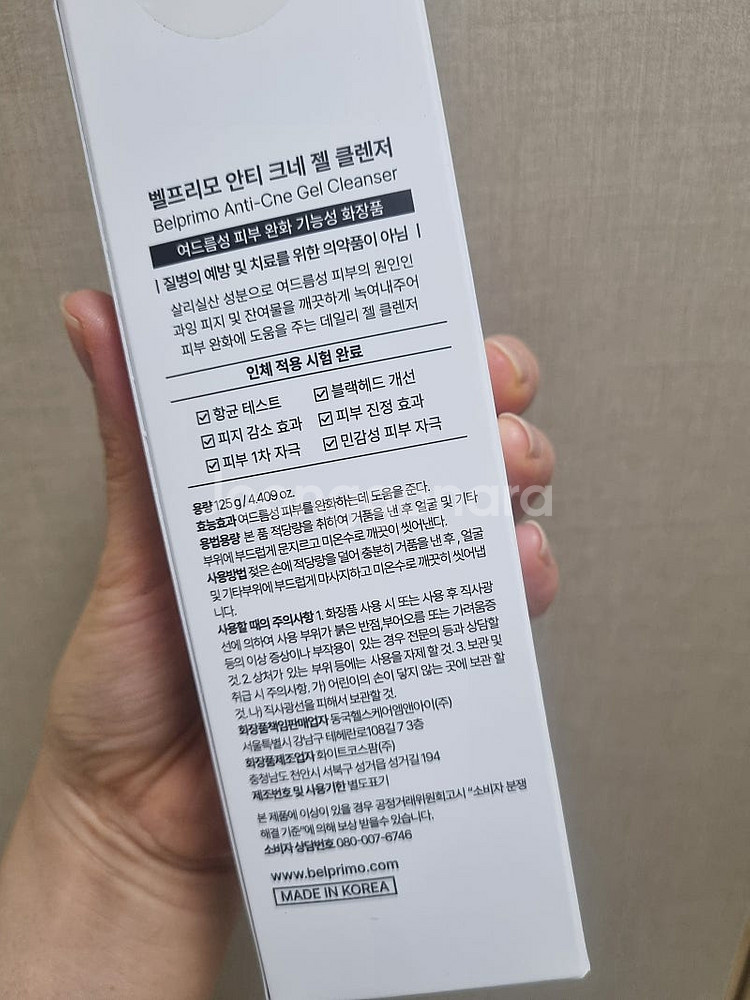 벨프리모 안티 크네 젤 클렌저
Belprimo Anti-Cne Gel Cleanser
여드름성 피부 완화 기능성 화장품
| 질병의 예방 및 치료를 위한 의약품이 아님 |
살리실산 성분으로 여드름성 피부의 원인인
과잉 피지 및 잔여물을 깨끗하게 녹여내주어
피부 완화에 도움을 주는 데일리 젤 클렌저
인체 적용 시험 완료
☑ 항균 테스트 ☑ 블랙헤드 개선
☑ 피지 감소 효과 ☑ 피부 진정 효과
☑ 피부 1차 자극 ☑ 민감성 피부 자극
용량 125 g / 4.409 oz.
효능효과 여드름성 피부를 완화하는데 도움을 준다.
용법용량 본 품 적당량을 취하여 거품을 낸 후 얼굴 및 기타
부위에 부드럽게 문지르고 미온수로 깨끗이 씻어낸다.
사용방법 젖은 손에 적당량을 덜어 충분히 거품을 낸 후, 얼굴
및 기타부위에 부드럽게 마사지하고 미온수로 깨끗히 씻어냅
니다.
사용할 때의 주의사항 1. 화장품 사용 시 또는 사용 후 직사광
선에 의하여 사용 부위가 붉은 반점,부어오름 또는 가려움증
등의 이상 증상이나 부작용이 있는 경우 전문의 등과 상담할
것. 2. 상처가 있는 부위 등에는 사용을 자제 할 것. 3. 보관 및
취급 시 주의사항. 가) 어린이의 손이 닿지 않는 곳에 보관 할
것. 나) 직사광선을 피해서 보관할 것.
화장품책임판매업자 동국헬스케어엠앤아이(주)
서울특별시 강남구 테헤란로108길 7 3층
화장품제조업자 화이트코스팜(주)
충청남도 천안시 서북구 성거읍 성거길 194
제조번호 및 사용기한 별도표기
본 제품에 이상이 있을 경우 공정거래위원회고시 "소비자 분쟁
해결 기준"에 의해 보상 받을수 있습니다.
소비자 상담번호 080-007-6746
www.belprimo.com
MADE IN KOREA